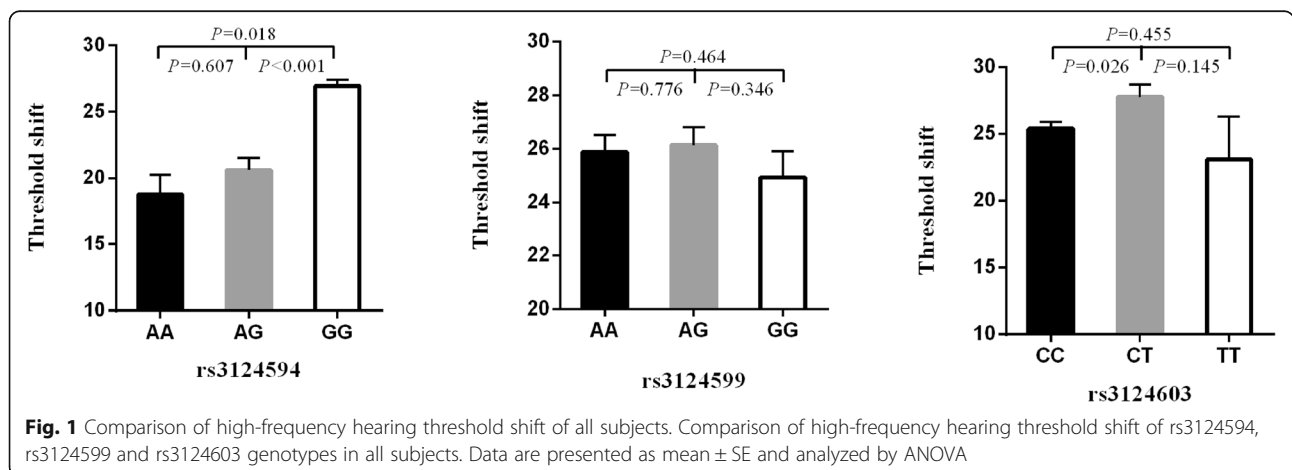 P=0.018
P=0.607 P<0.001
30
25
20
15
10
Threshold shift
AA AG GG
rs3124594
P=0.464
P=0.776 P=0.346
30
28
26
24
22
20
Threshold shift
AA AG GG
rs3124599
P=0.455
P=0.026 P=0.145
30
25
20
15
10
Threshold shift
CC CT TT
rs3124603
Fig. 1 Comparison of high-frequency hearing threshold shift of all subjects. Comparison of high-frequency hearing threshold shift of rs3124594,
rs3124599 and rs3124603 genotypes in all subjects. Data are presented as mean ± SE and analyzed by ANOVA